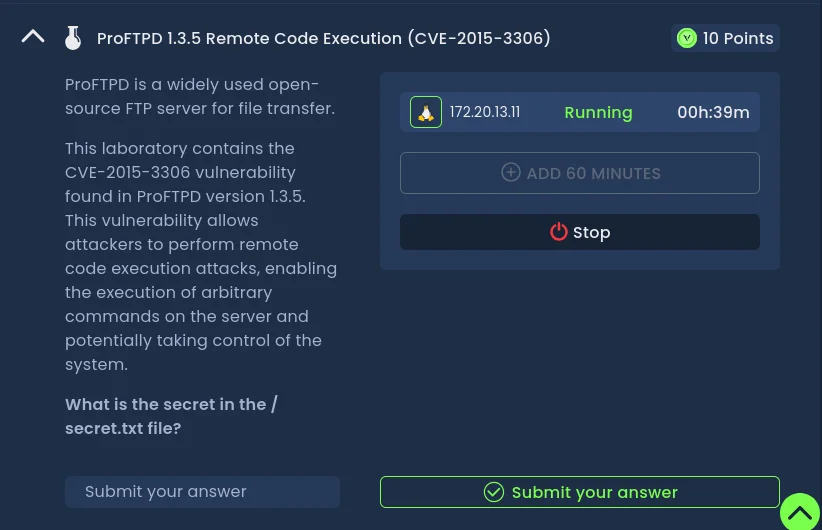 ProFTPD 1.3.5 Remote Code Execution (CVE-2015-3306)
10 Points
ProFTPD is a widely used open-
source FTP server for file transfer.
This laboratory contains the
CVE-2015-3306 vulnerability
found in ProFTPD version 1.3.5.
This vulnerability allows
attackers to perform remote
code execution attacks, enabling
the execution of arbitrary
commands on the server and
potentially taking control of the
system.
What is the secret in the /
secret.txt file?
Submit your answer
172.20.13.11 Running 00h:39m
ADD 60 MINUTES
Stop
Submit your answer